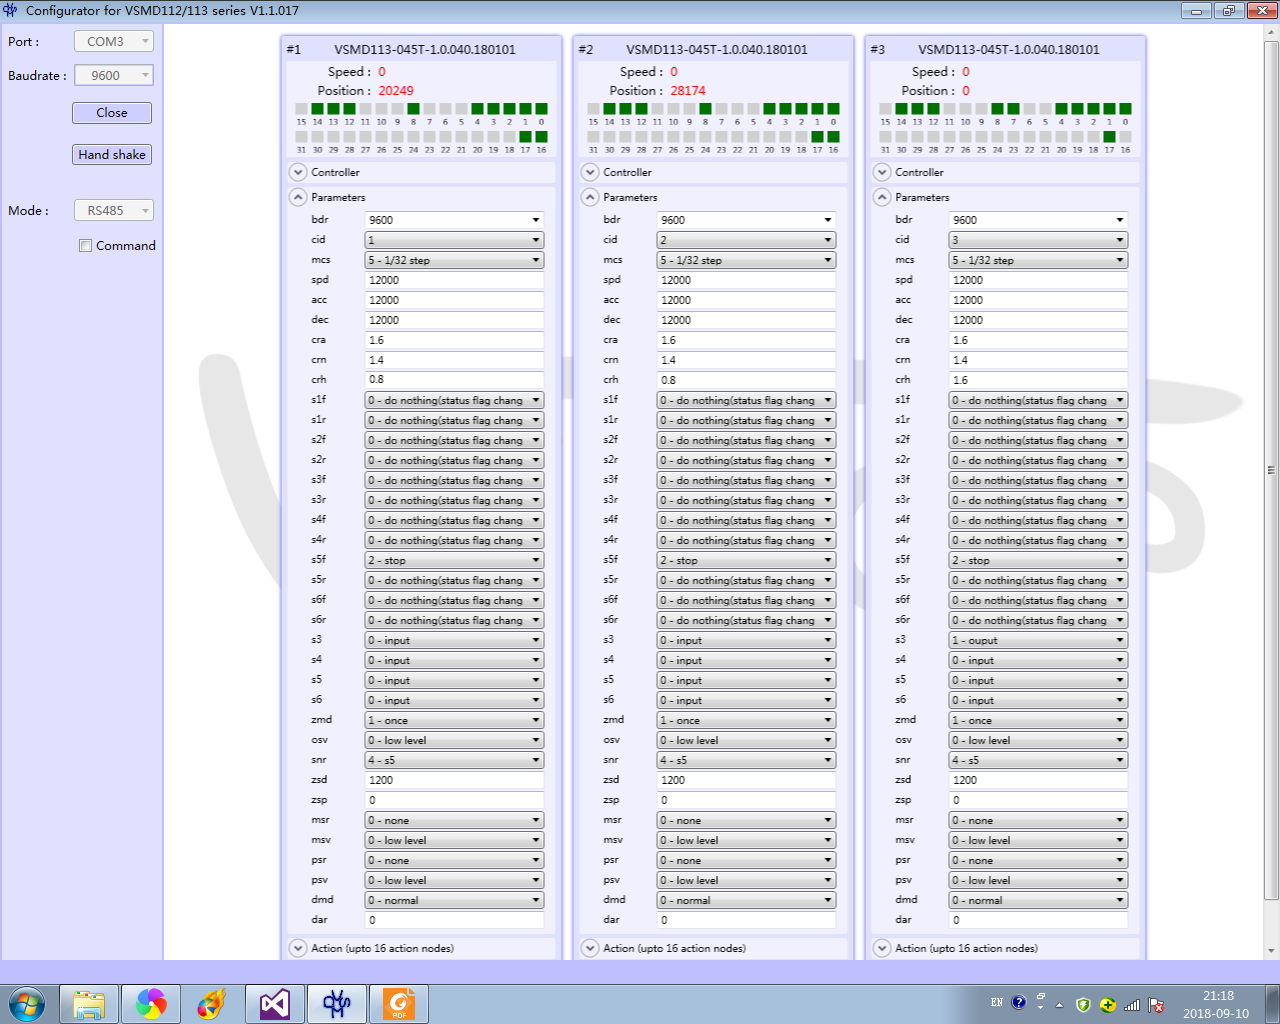 Configurator for VSMD112/113 series V1.1.017
Port : COM3
Baudrate : 9600
Close
Hand shake
Mode : RS485
Command
#1 VSMD113-045T-1.0.040.180101
Speed : 0
Position : 20249
15 14 13 12 11 10 9 8 7 6 5 4 3 2 1 0
31 30 29 28 27 26 25 24 23 22 21 20 19 18 17 16
Controller
Parameters
bdr 9600
cid 1
mcs 5 - 1/32 step
spd 12000
acc 12000
dec 12000
cra 1.6
crn 1.4
crh 0.8
s1f 0 - do nothing(status flag chang
s1r 0 - do nothing(status flag chang
s2f 0 - do nothing(status flag chang
s2r 0 - do nothing(status flag chang
s3f 0 - do nothing(status flag chang
s3r 0 - do nothing(status flag chang
s4f 0 - do nothing(status flag chang
s4r 0 - do nothing(status flag chang
s5f 2 - stop
s5r 0 - do nothing(status flag chang
s6f 0 - do nothing(status flag chang
s6r 0 - do nothing(status flag chang
s3 0 - input
s4 0 - input
s5 0 - input
s6 0 - input
zmd 1 - once
osv 0 - low level
snr 4 - s5
zsd 1200
zsp 0
msr 0 - none
msv 0 - low level
psr 0 - none
psv 0 - low level
dmd 0 - normal
dar 0
Action (upto 16 action nodes)
#2 VSMD113-045T-1.0.040.180101
Speed : 0
Position : 28174
15 14 13 12 11 10 9 8 7 6 5 4 3 2 1 0
31 30 29 28 27 26 25 24 23 22 21 20 19 18 17 16
Controller
Parameters
bdr 9600
cid 2
mcs 5 - 1/32 step
spd 12000
acc 12000
dec 12000
cra 1.6
crn 1.4
crh 0.8
s1f 0 - do nothing(status flag chang
s1r 0 - do nothing(status flag chang
s2f 0 - do nothing(status flag chang
s2r 0 - do nothing(status flag chang
s3f 0 - do nothing(status flag chang
s3r 0 - do nothing(status flag chang
s4f 0 - do nothing(status flag chang
s4r 0 - do nothing(status flag chang
s5f 2 - stop
s5r 0 - do nothing(status flag chang
s6f 0 - do nothing(status flag chang
s6r 0 - do nothing(status flag chang
s3 0 - input
s4 0 - input
s5 0 - input
s6 0 - input
zmd 1 - once
osv 0 - low level
snr 4 - s5
zsd 1200
zsp 0
msr 0 - none
msv 0 - low level
psr 0 - none
psv 0 - low level
dmd 0 - normal
dar 0
Action (upto 16 action nodes)
#3 VSMD113-045T-1.0.040.180101
Speed : 0
Position : 0
15 14 13 12 11 10 9 8 7 6 5 4 3 2 1 0
31 30 29 28 27 26 25 24 23 22 21 20 19 18 17 16
Controller
Parameters
bdr 9600
cid 3
mcs 5 - 1/32 step
spd 12000
acc 12000
dec 12000
cra 1.6
crn 1.4
crh 1.6
s1f 0 - do nothing(status flag chang
s1r 0 - do nothing(status flag chang
s2f 0 - do nothing(status flag chang
s2r 0 - do nothing(status flag chang
s3f 0 - do nothing(status flag chang
s3r 0 - do nothing(status flag chang
s4f 0 - do nothing(status flag chang
s4r 0 - do nothing(status flag chang
s5f 2 - stop
s5r 0 - do nothing(status flag chang
s6f 0 - do nothing(status flag chang
s6r 0 - do nothing(status flag chang
s3 1 - ouput
s4 0 - input
s5 0 - input
s6 0 - input
zmd 1 - once
osv 0 - low level
snr 4 - s5
zsd 1200
zsp 0
msr 0 - none
msv 0 - low level
psr 0 - none
psv 0 - low level
dmd 0 - normal
dar 0
Action (upto 16 action nodes)
PDF
EN
21:18
2018-09-10